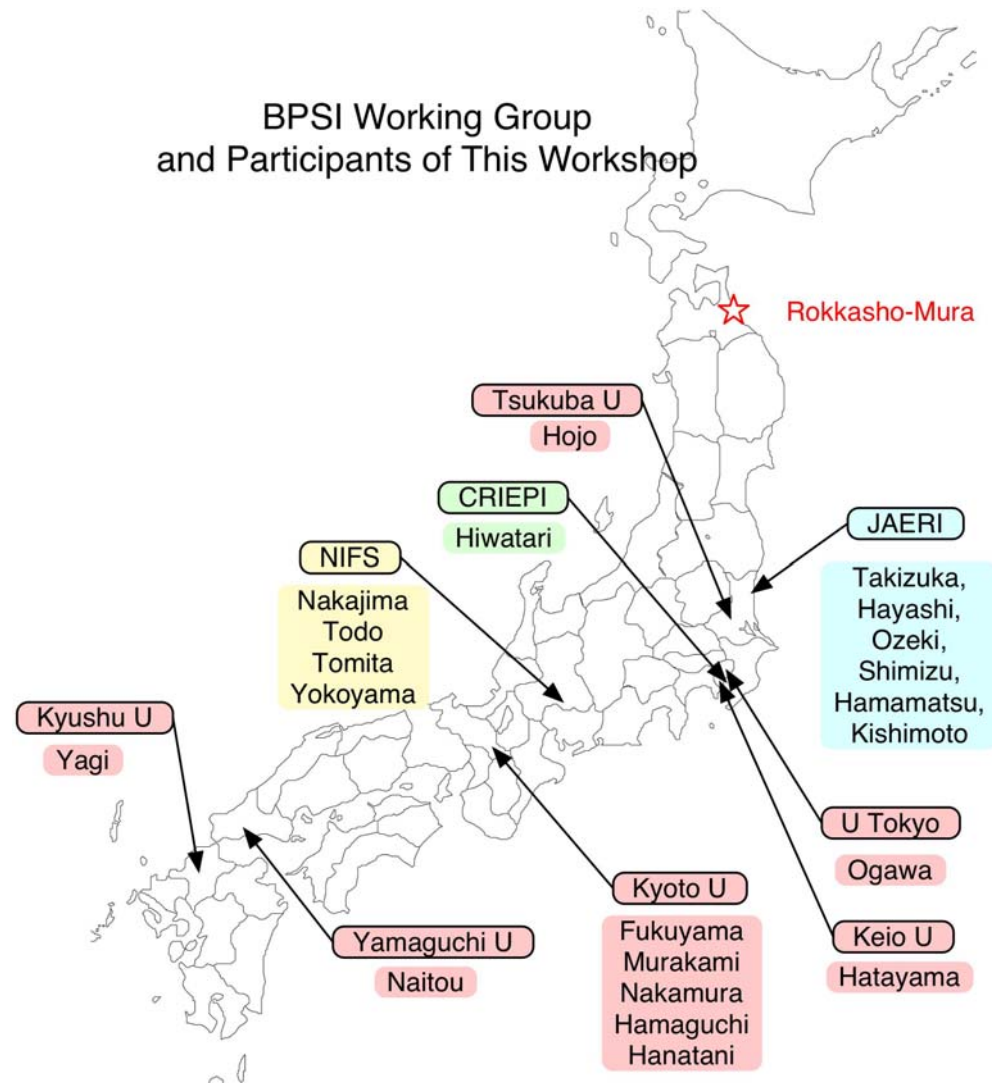 BPSI Working Group
and Participants of This Workshop
Rokkasho-Mura
Tsukuba U
Hojo
CRIEPI
Hiwatari
JAERI
Takizuka,
Hayashi,
Ozeki,
Shimizu,
Hamamatsu,
Kishimoto
NIFS
Nakajima
Todo
Tomita
Yokoyama
Kyushu U
Yagi
U Tokyo
Ogawa
Kyoto U
Fukuyama
Murakami
Nakamura
Hamaguchi
Hanatani
Keio U
Hatayama
Yamaguchi U
Naitou